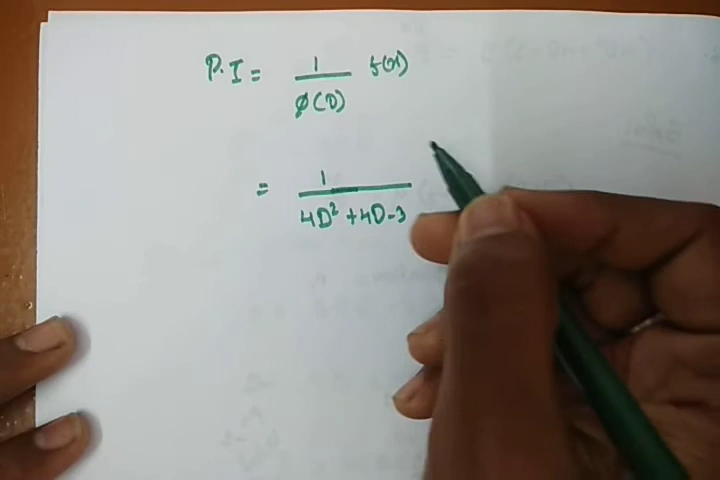 P.I = 1/φ(D) f(x)
= 1/4D² + 4D - 3